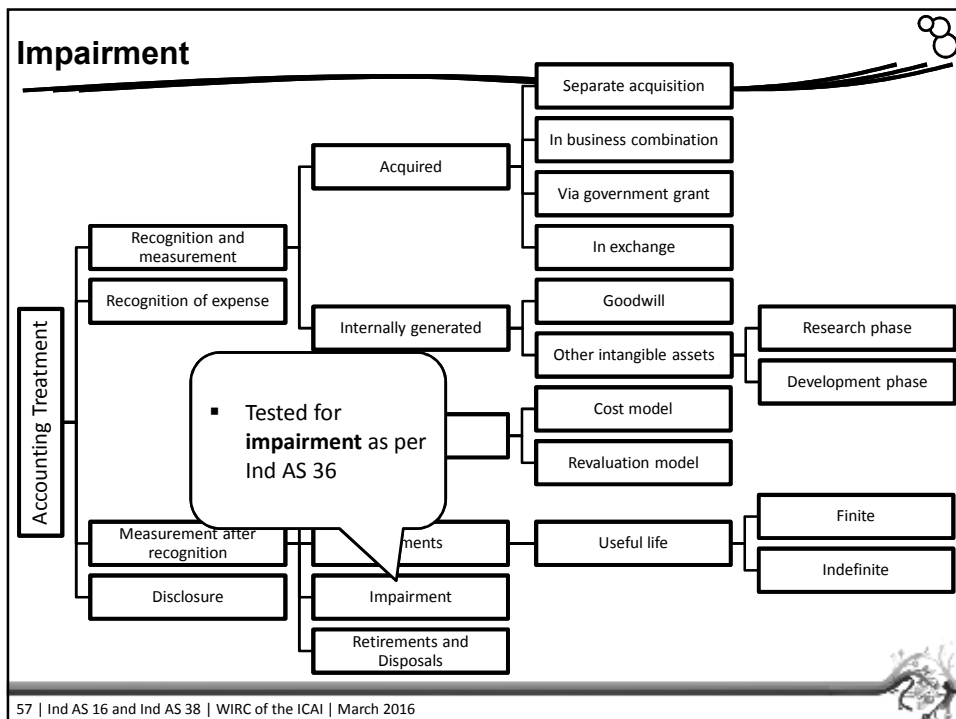 Impairment
Separate acquisition
In business combination
Acquired
Via government grant
Recognition and
measurement
In exchange
Recognition of expense
Goodwill
Internally generated
Research phase
Other intangible assets
Development phase
▪ Tested for
impairment as per
Ind AS 36
Cost model
Revaluation model
Accounting Treatment
Finite
Measurement after
recognition
ments
Useful life
Indefinite
Disclosure
Impairment
Retirements and
Disposals
57 | Ind AS 16 and Ind AS 38 | WIRC of the ICAI | March 2016